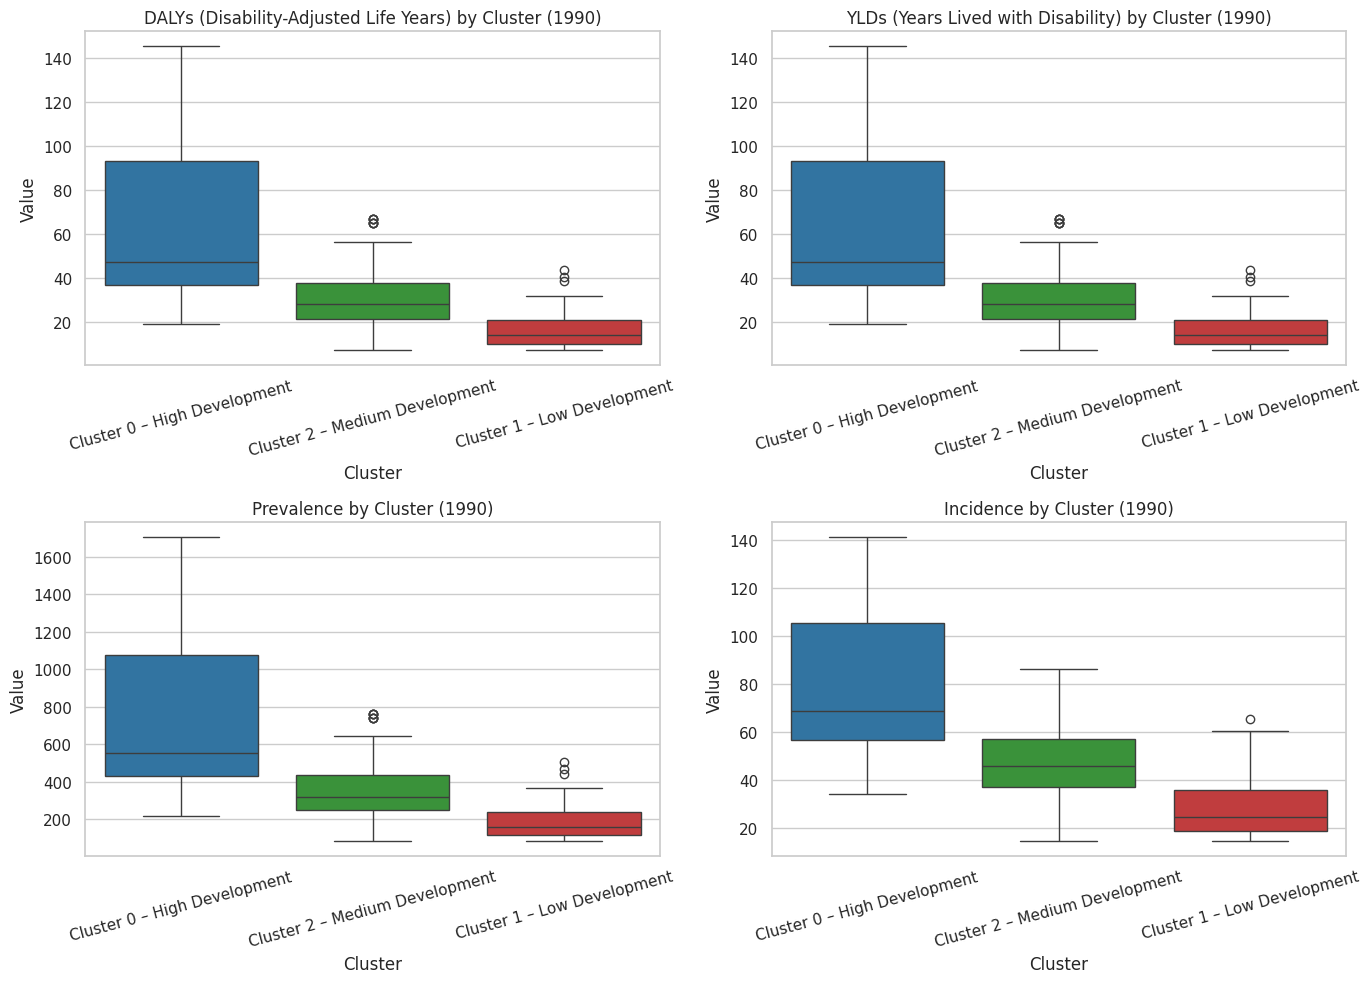 DALYs (Disability-Adjusted Life Years) by Cluster (1990)
140
120
100
80
60
40
20
Value
Cluster 0 – High Development
Cluster 2 – Medium Development
Cluster 1 – Low Development
Cluster
YLDs (Years Lived with Disability) by Cluster (1990)
140
120
100
80
60
40
20
Value
Cluster 0 – High Development
Cluster 2 – Medium Development
Cluster 1 – Low Development
Cluster
Prevalence by Cluster (1990)
1600
1400
1200
1000
800
600
400
200
Value
Cluster 0 – High Development
Cluster 2 – Medium Development
Cluster 1 – Low Development
Cluster
Incidence by Cluster (1990)
140
120
100
80
60
40
20
Value
Cluster 0 – High Development
Cluster 2 – Medium Development
Cluster 1 – Low Development
Cluster